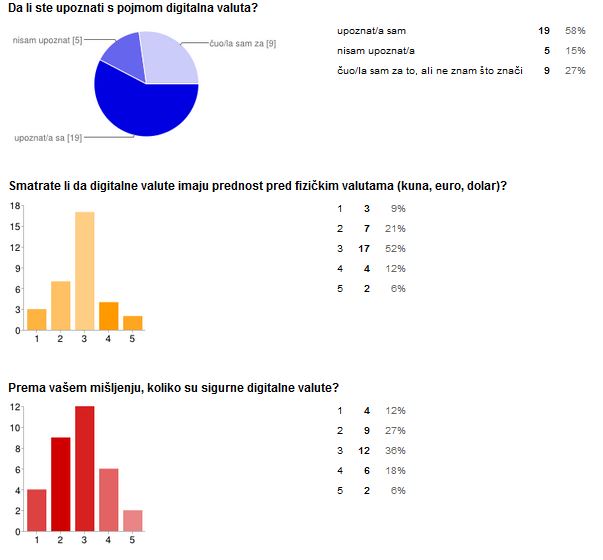 Da li ste upoznati s pojmom digitalna valuta?
nisam upoznat [5]
čuo/la sam za [9]
upoznat/a sa [19]
upoznat/a sam 19 58%
nisam upoznat/a 5 15%
čuo/la sam za to, ali ne znam što znači 9 27%
Smatrate li da digitalne valute imaju prednost pred fizičkim valutama (kuna, euro, dolar)?
18
15
12
9
6
3
0
1 2 3 4 5
1 3 9%
2 7 21%
3 17 52%
4 4 12%
5 2 6%
Prema vašem mišljenju, koliko su sigurne digitalne valute?
12
10
8
6
4
2
0
1 2 3 4 5
1 4 12%
2 9 27%
3 12 36%
4 6 18%
5 2 6%